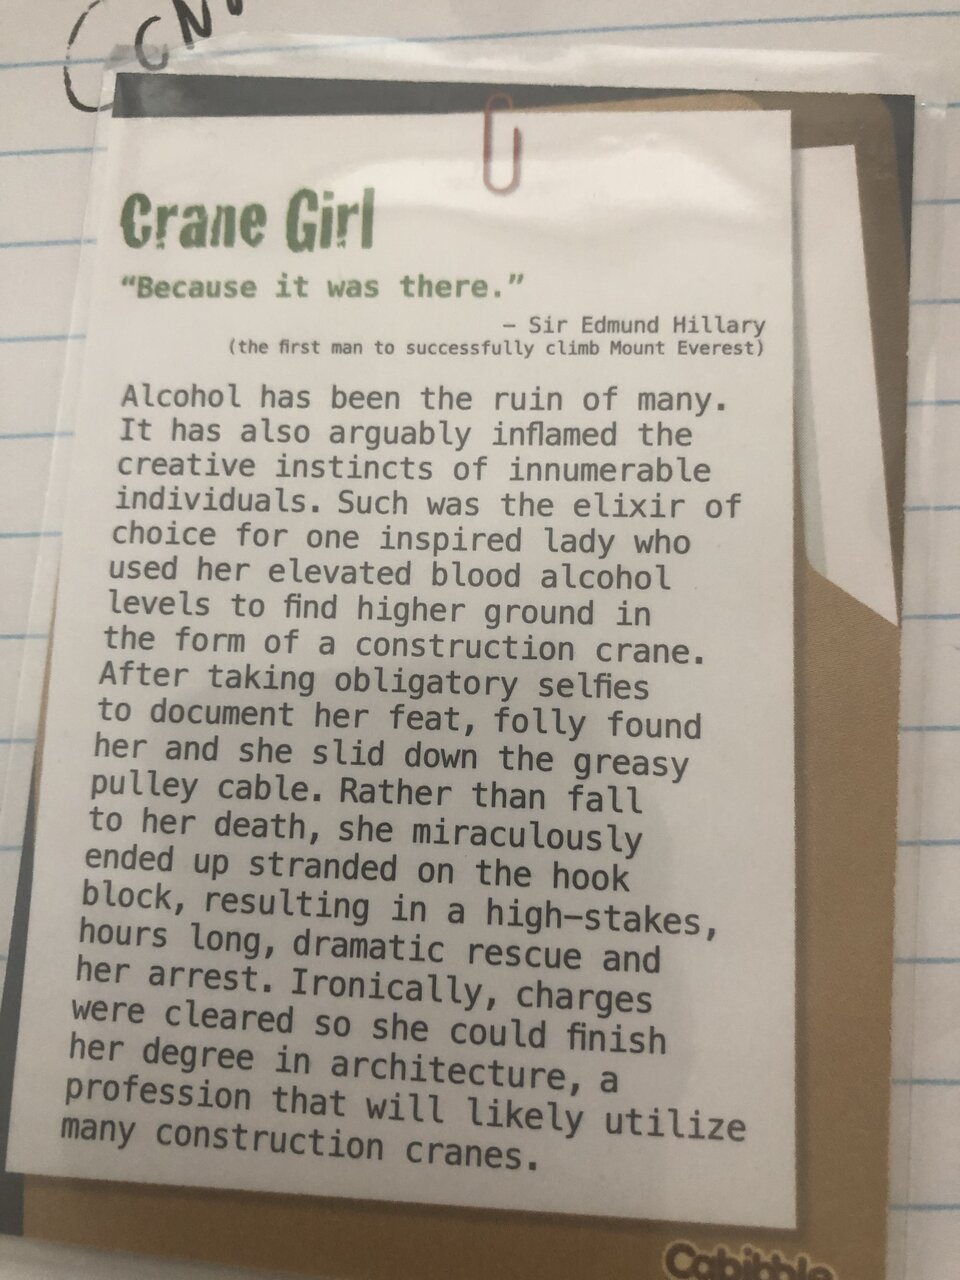 Crane Girl
“Because it was there.”
– Sir Edmund Hillary
(the first man to successfully climb Mount Everest)
Alcohol has been the ruin of many.
It has also arguably inflamed the
creative instincts of innumerable
individuals. Such was the elixir of
choice for one inspired lady who
used her elevated blood alcohol
levels to find higher ground in
the form of a construction crane.
After taking obligatory selfies
to document her feat, folly found
her and she slid down the greasy
pulley cable. Rather than fall
to her death, she miraculously
ended up stranded on the hook
block, resulting in a high-stakes,
hours long, dramatic rescue and
her arrest. Ironically, charges
were cleared so she could finish
her degree in architecture, a
profession that will likely utilize
many construction cranes.
Cabibble